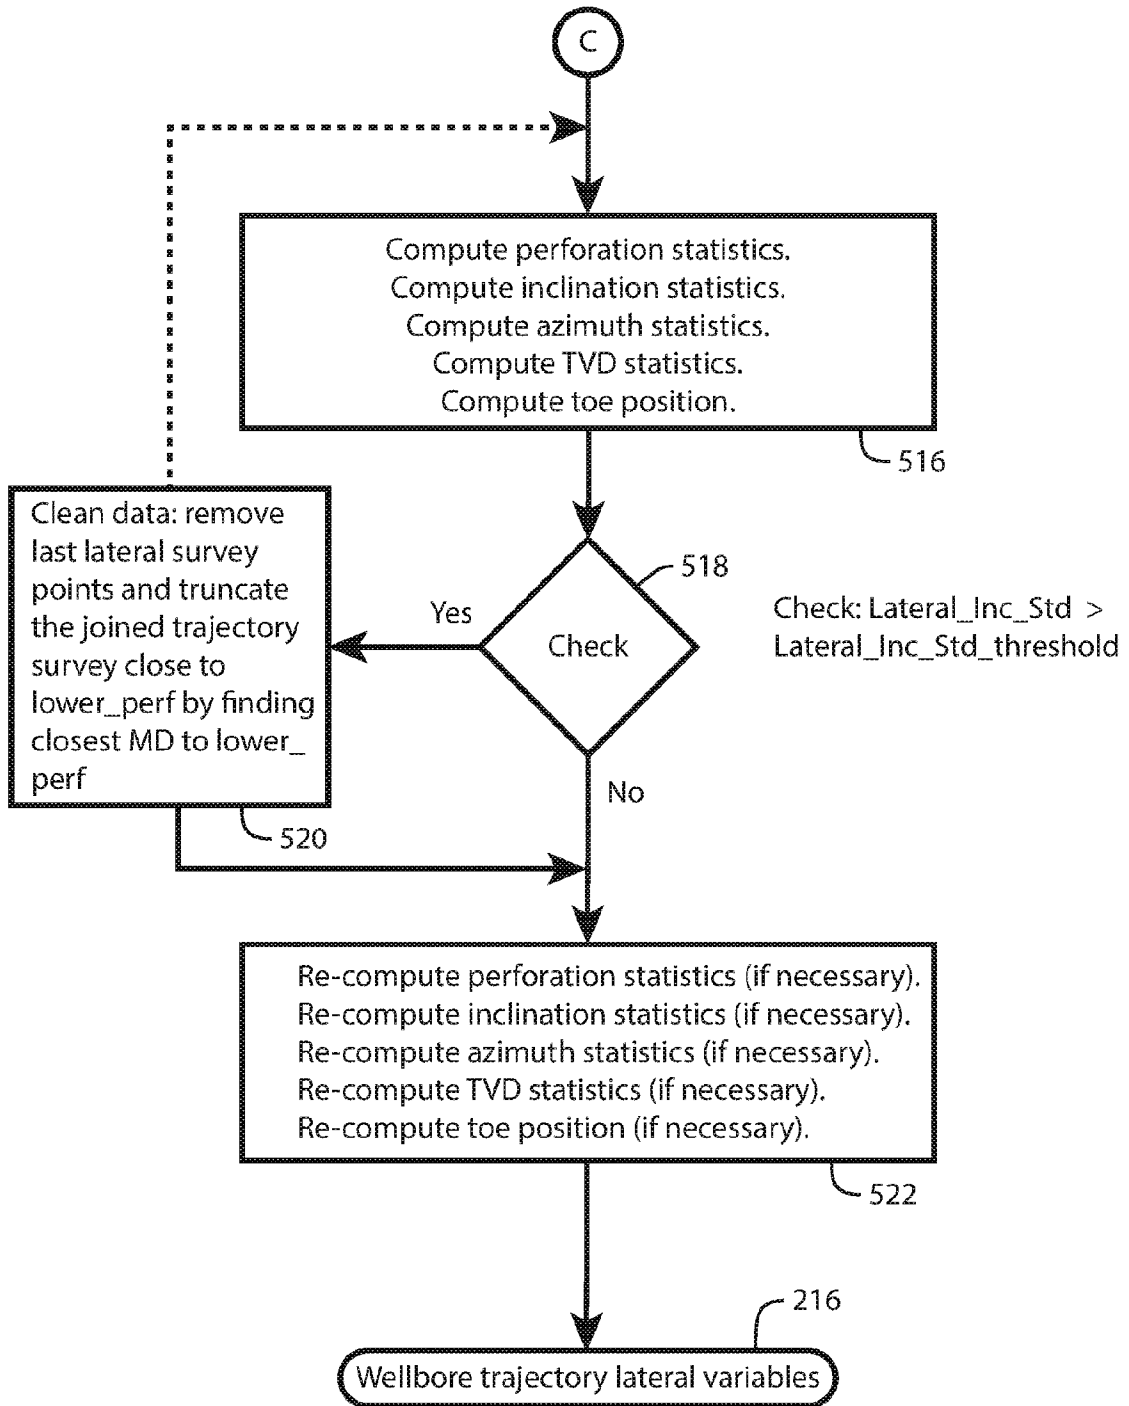 C
Compute perforation statistics.
Compute inclination statistics.
Compute azimuth statistics.
Compute TVD statistics.
Compute toe position.
516
Clean data: remove
last lateral survey
points and truncate
the joined trajectory
survey close to
lower_perf by finding
closest MD to lower_
perf
520
Yes
518
Check
Check: Lateral_Inc_Std >
Lateral_Inc_Std_threshold
No
Re-compute perforation statistics (if necessary).
Re-compute inclination statistics (if necessary).
Re-compute azimuth statistics (if necessary).
Re-compute TVD statistics (if necessary).
Re-compute toe position (if necessary).
522
216
Wellbore trajectory lateral variables